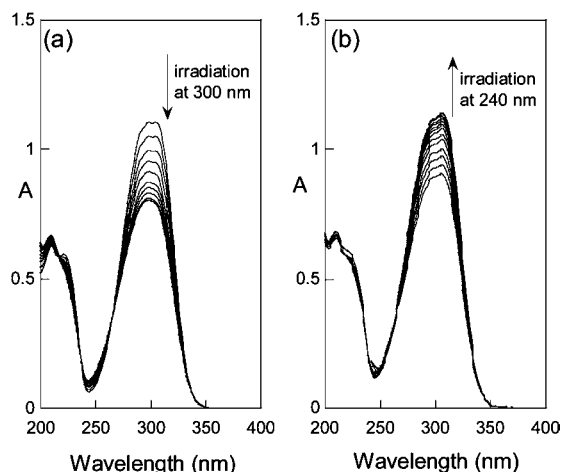 (a)
irradiation
at 300 nm
1.5
1
A
0.5
0
200 250 300 350 400
Wavelength (nm)
(b)
irradiation
at 240 nm
1.5
1
A
0.5
0
200 250 300 350 400
Wavelength (nm)